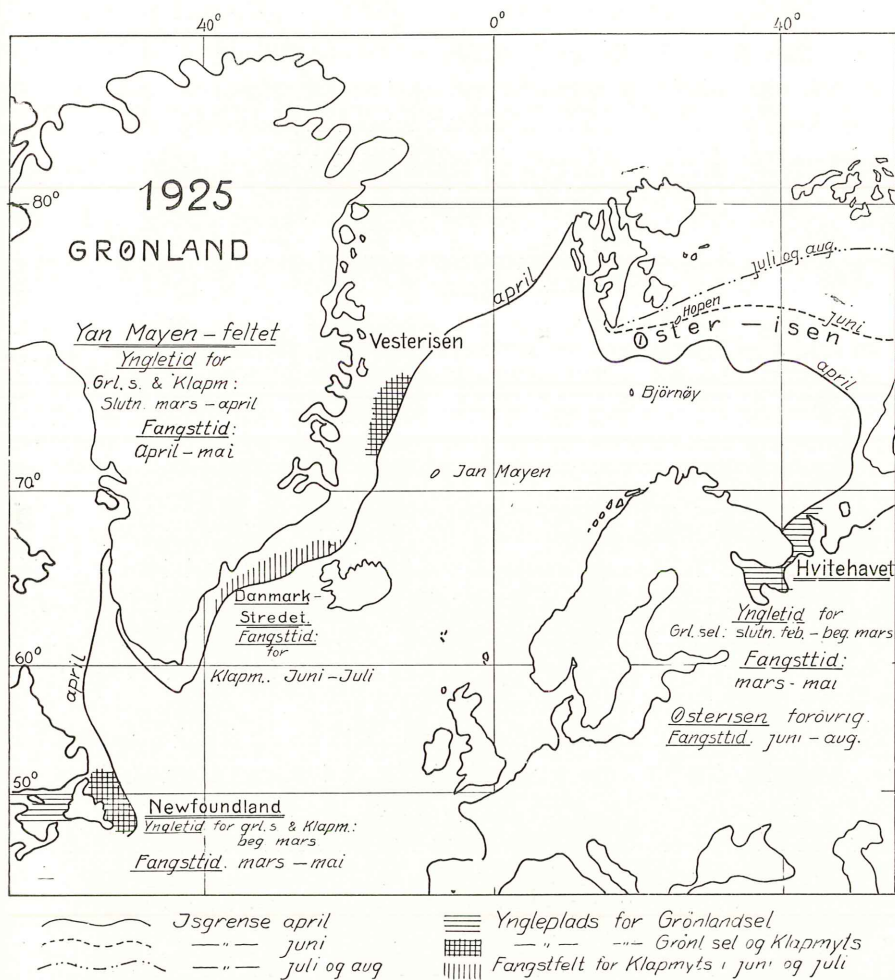 40°
0°
40°
80°
1925
GRØNLAND
Yan Mayen – feltet
Yngletid for
Grl. s. & Klapm:
Slutn. mars – april
Fangsttid:
April – mai
Vesterisen
april
Juli og. aug.
Hopen
Øster – isen
juni
april
Björnøy
Jan Mayen
70°
Hvitehavet
Danmark –
Stredet.
Fangsttid:
for
Klapm.. Juni – Juli
Yngletid for
Grl. sel: slutn. feb. – beg. mars
Fangsttid:
mars - mai
60°
april
Østerisen forövrig.
Fangsttid. juni – aug.
50°
Newfoundland
Yngletid for grl. s & Klapm.:
beg mars
Fangsttid. mars – mai
Isgrense april
— " — juni
— " — juli og aug
Yngleplads for Grönlandsel
— " — -"- Grönl sel og Klapmyts
Fangstfelt for Klapmyts i juni og juli